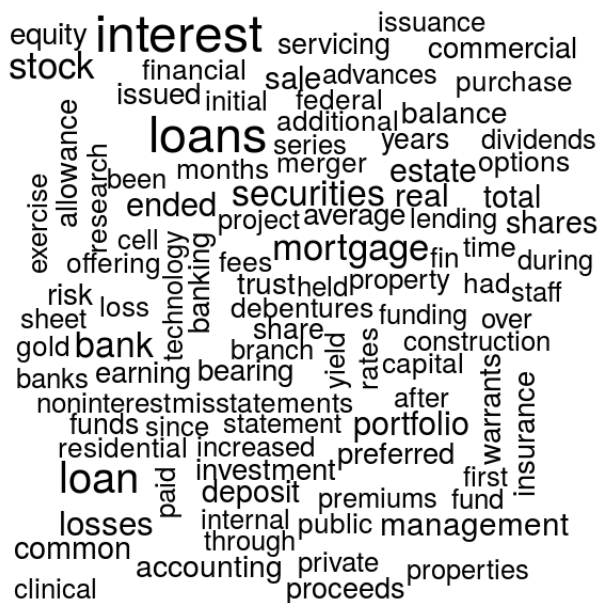 issuance
equity interest servicing commercial
stock financial sale advances purchase
issued initial federal
additional balance
loans series years dividends
allowance research been months merger estate options
exercise ended securities real total
project average lending shares
cell technology banking mortgage fin time during
offering fees
trust held property had staff
risk loss debentures funding over
sheet share construction
gold bank branch yield rates capital
banks earning bearing
noninterest misstatements after warrants insurance
funds since statement portfolio
residential increased preferred
loan paid investment first
deposit premiums fund
losses internal public management
common through
accounting private properties
clinical proceeds